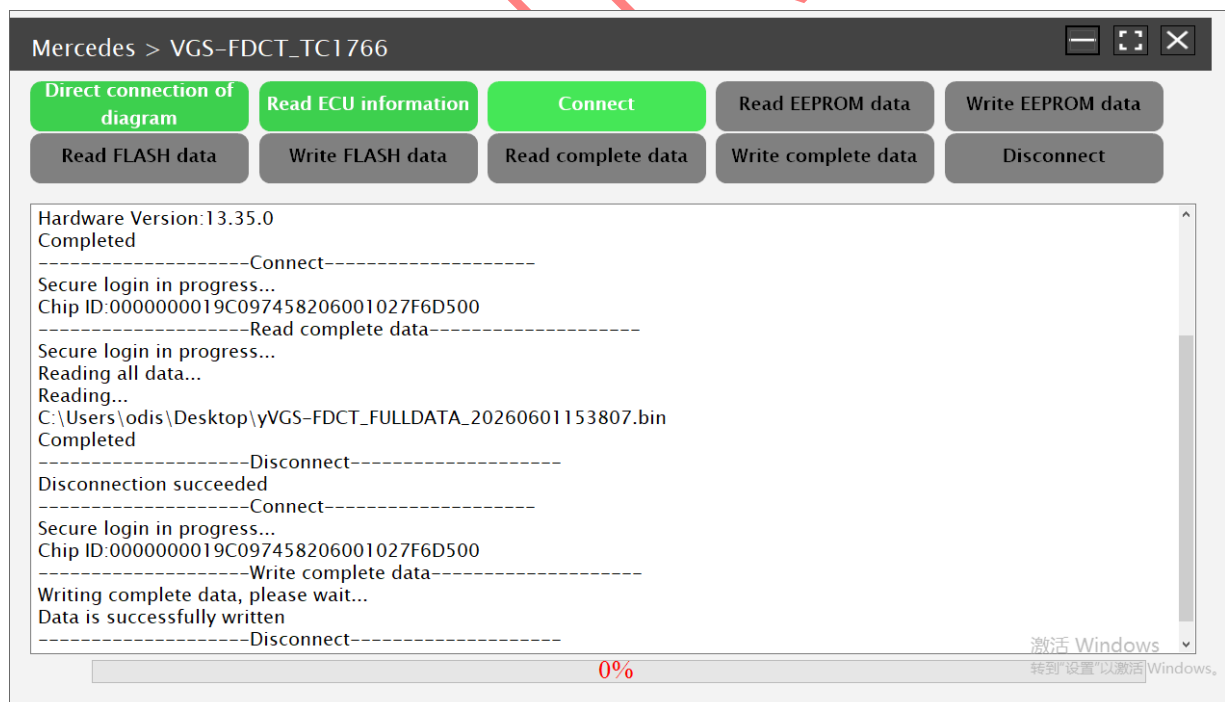 Mercedes > VGS-FDCT_TC1766
Direct connection of
diagram
Read ECU information
Connect
Read EEPROM data
Write EEPROM data
Read FLASH data
Write FLASH data
Read complete data
Write complete data
Disconnect
Hardware Version:13.35.0
Completed
--------------------Connect--------------------
Secure login in progress...
Chip ID:0000000019C097458206001027F6D500
--------------------Read complete data--------------------
Secure login in progress...
Reading all data...
Reading...
C:\Users\odis\Desktop\yVGS-FDCT_FULLDATA_20260601153807.bin
Completed
--------------------Disconnect--------------------
Disconnection succeeded
--------------------Connect--------------------
Secure login in progress...
Chip ID:0000000019C097458206001027F6D500
--------------------Write complete data--------------------
Writing complete data, please wait...
Data is successfully written
--------------------Disconnect--------------------
激活 Windows
0%
转到"设置"以激活 Windows。